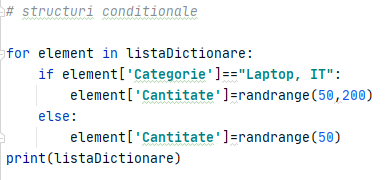 # structuri conditionale
for element in listaDictionare:
    if element['Categorie']=="Laptop, IT":
        element['Cantitate']=randrange(50,200)
    else:
        element['Cantitate']=randrange(50)
print(listaDictionare)